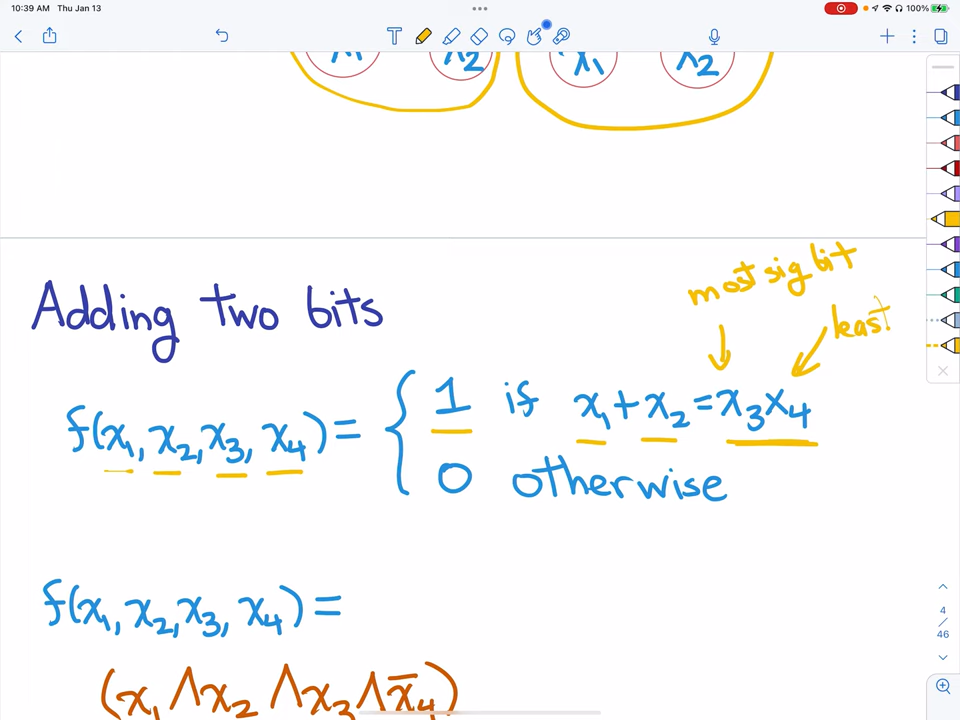 10:39 AM Thu Jan 13
100%
T
x1 x2 x1 x2
most sig bit
least
Adding two bits
f(x1, x2, x3, x4) = { 1 if x1 + x2 = x3x4
0 otherwise
f(x1, x2, x3, x4) =
(x1 ∧ x2 ∧ x3 ∧ x̄4)
4
/
46